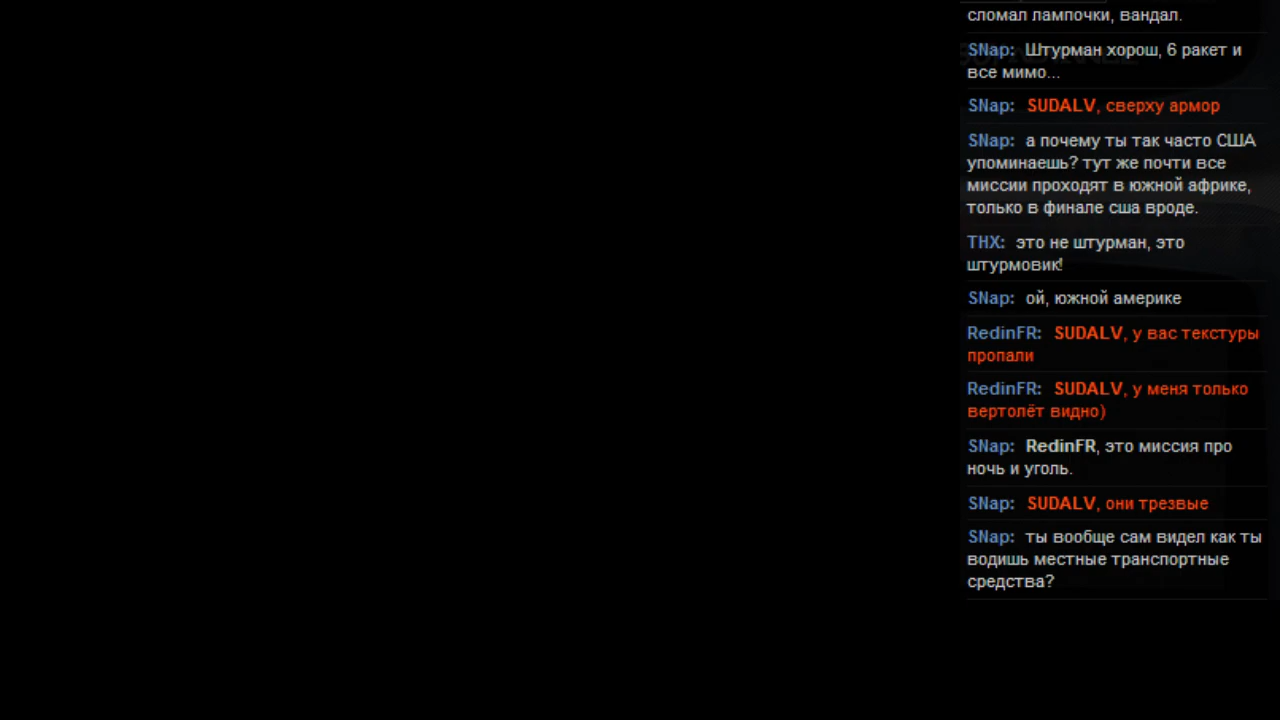 сломал лампочки, вандал.
SNap: Штурман хорош, 6 ракет и
все мимо...
SNap: SUDALV, сверху армор
SNap: а почему ты так часто США
упоминаешь? тут же почти все
миссии проходят в южной африке,
только в финале сша вроде.
THX: это не штурман, это
штурмовик!
SNap: ой, южной америке
RedinFR: SUDALV, у вас текстуры
пропали
RedinFR: SUDALV, у меня только
вертолёт видно)
SNap: RedinFR, это миссия про
ночь и уголь.
SNap: SUDALV, они трезвые
SNap: ты вообще сам видел как ты
водишь местные транспортные
средства?